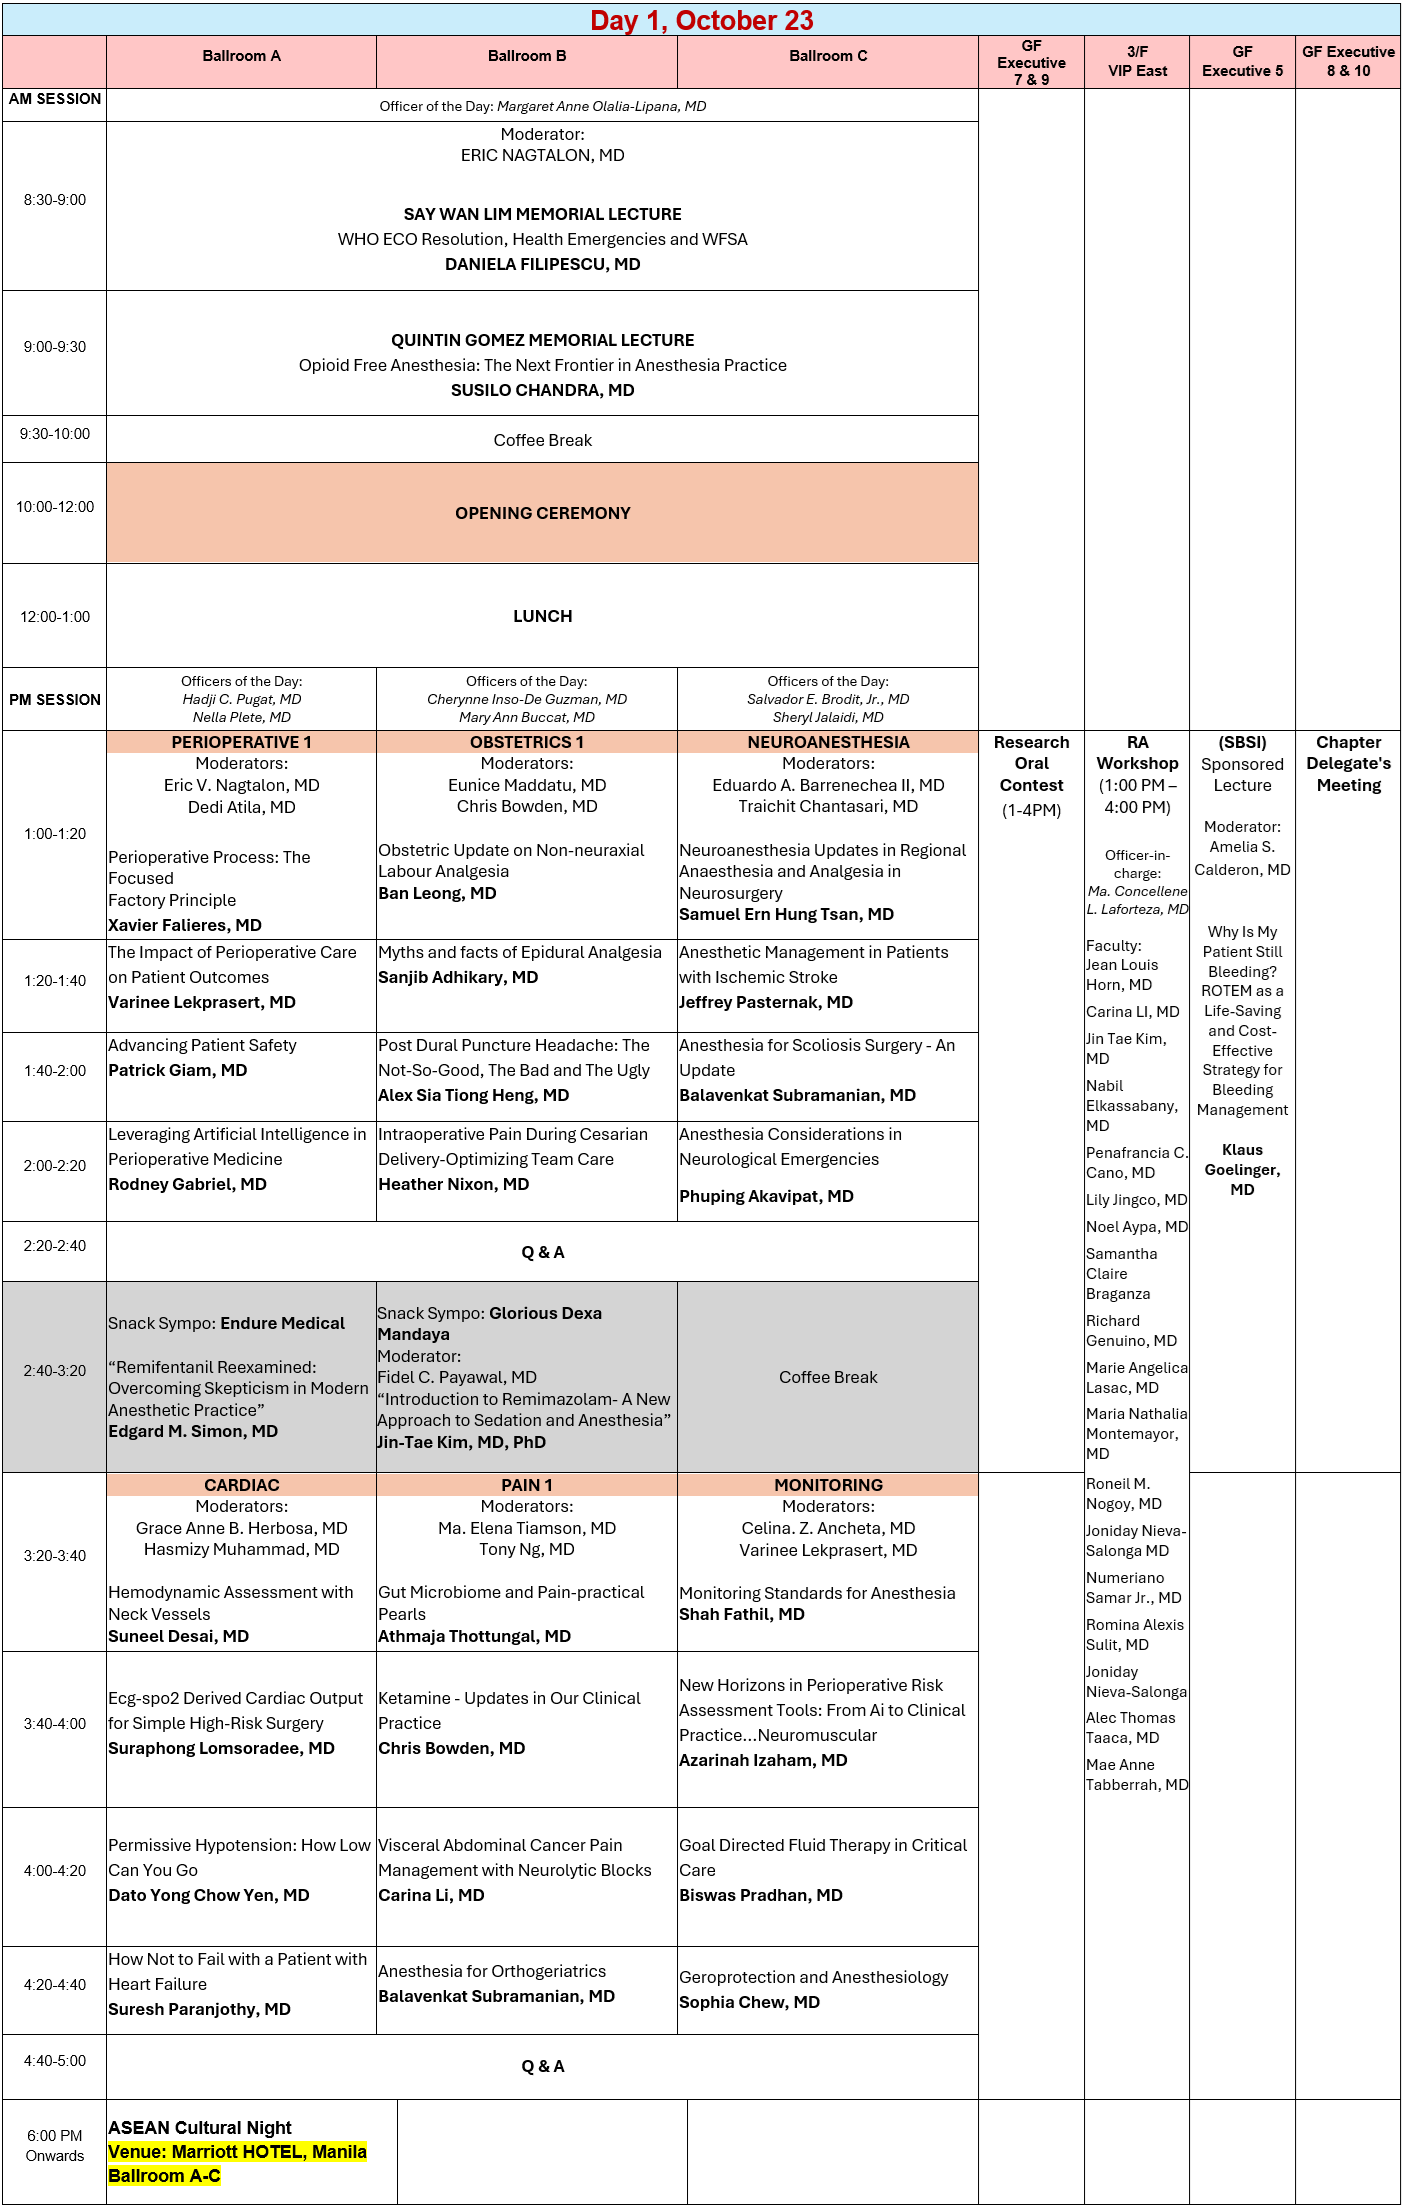 Day 1, October 23
Ballroom A
Ballroom B
Ballroom C
GF
Executive
7 & 9
3/F
VIP East
GF
Executive 5
GF Executive
8 & 10
AM SESSION
Officer of the Day: Margaret Anne Olalia-Lipana, MD
8:30-9:00
Moderator:
ERIC NAGTALON, MD
SAY WAN LIM MEMORIAL LECTURE
WHO ECO Resolution, Health Emergencies and WFSA
DANIELA FILIPESCU, MD
9:00-9:30
QUINTIN GOMEZ MEMORIAL LECTURE
Opioid Free Anesthesia: The Next Frontier in Anesthesia Practice
SUSILO CHANDRA, MD
9:30-10:00
Coffee Break
10:00-12:00
OPENING CEREMONY
12:00-1:00
LUNCH
PM SESSION
Officers of the Day:
Hadji C. Pugat, MD
Nella Plete, MD
Officers of the Day:
Cherynne Inso-De Guzman, MD
Mary Ann Buccat, MD
Officers of the Day:
Salvador E. Brodit, Jr., MD
Sheryl Jalaidi, MD
1:00-1:20
PERIOPERATIVE 1
Moderators:
Eric V. Nagtalon, MD
Dedi Atila, MD
Perioperative Process: The
Focused
Factory Principle
Xavier Falieres, MD
OBSTETRICS 1
Moderators:
Eunice Maddatu, MD
Chris Bowden, MD
Obstetric Update on Non-neuraxial
Labour Analgesia
Ban Leong, MD
NEUROANESTHESIA
Moderators:
Eduardo A. Barrenechea II, MD
Traichit Chantasari, MD
Neuroanesthesia Updates in Regional
Anaesthesia and Analgesia in
Neurosurgery
Samuel Ern Hung Tsan, MD
Research
Oral
Contest
(1-4PM)
RA
Workshop
(1:00 PM –
4:00 PM)
Officer-in-
charge:
Ma. Concellene
L. Laforteza, MD
Faculty:
Jean Louis
Horn, MD
Carina LI, MD
Jin Tae Kim,
MD
Nabil
Elkassabany,
MD
Penafrancia C.
Cano, MD
Lily Jingco, MD
Noel Aypa, MD
Samantha
Claire
Braganza
Richard
Genuino, MD
Marie Angelica
Lasac, MD
Maria Nathalia
Montemayor,
MD
Roneil M.
Nogoy, MD
Joniday Nieva-
Salonga MD
Numeriano
Samar Jr., MD
Romina Alexis
Sulit, MD
Joniday
Nieva-Salonga
Alec Thomas
Taaca, MD
Mae Anne
Tabberrah, MD
(SBSI)
Sponsored
Lecture
Moderator:
Amelia S.
Calderon, MD
Why Is My
Patient Still
Bleeding?
ROTEM as a
Life-Saving
and Cost-
Effective
Strategy for
Bleeding
Management
Klaus
Goelinger,
MD
Chapter
Delegate's
Meeting
1:20-1:40
The Impact of Perioperative Care
on Patient Outcomes
Varinee Lekprasert, MD
Myths and facts of Epidural Analgesia
Sanjib Adhikary, MD
Anesthetic Management in Patients
with Ischemic Stroke
Jeffrey Pasternak, MD
1:40-2:00
Advancing Patient Safety
Patrick Giam, MD
Post Dural Puncture Headache: The
Not-So-Good, The Bad and The Ugly
Alex Sia Tiong Heng, MD
Anesthesia for Scoliosis Surgery - An
Update
Balavenkat Subramanian, MD
2:00-2:20
Leveraging Artificial Intelligence in
Perioperative Medicine
Rodney Gabriel, MD
Intraoperative Pain During Cesarian
Delivery-Optimizing Team Care
Heather Nixon, MD
Anesthesia Considerations in
Neurological Emergencies
Phuping Akavipat, MD
2:20-2:40
Q & A
2:40-3:20
Snack Sympo: Endure Medical
“Remifentanil Reexamined:
Overcoming Skepticism in Modern
Anesthetic Practice”
Edgard M. Simon, MD
Snack Sympo: Glorious Dexa
Mandaya
Moderator:
Fidel C. Payawal, MD
“Introduction to Remimazolam- A New
Approach to Sedation and Anesthesia”
Jin-Tae Kim, MD, PhD
Coffee Break
3:20-3:40
CARDIAC
Moderators:
Grace Anne B. Herbosa, MD
Hasmizy Muhammad, MD
Hemodynamic Assessment with
Neck Vessels
Suneel Desai, MD
PAIN 1
Moderators:
Ma. Elena Tiamson, MD
Tony Ng, MD
Gut Microbiome and Pain-practical
Pearls
Athmaja Thottungal, MD
MONITORING
Moderators:
Celina. Z. Ancheta, MD
Varinee Lekprasert, MD
Monitoring Standards for Anesthesia
Shah Fathil, MD
3:40-4:00
Ecg-spo2 Derived Cardiac Output
for Simple High-Risk Surgery
Suraphong Lomsoradee, MD
Ketamine - Updates in Our Clinical
Practice
Chris Bowden, MD
New Horizons in Perioperative Risk
Assessment Tools: From Ai to Clinical
Practice...Neuromuscular
Azarinah Izaham, MD
4:00-4:20
Permissive Hypotension: How Low
Can You Go
Dato Yong Chow Yen, MD
Visceral Abdominal Cancer Pain
Management with Neurolytic Blocks
Carina Li, MD
Goal Directed Fluid Therapy in Critical
Care
Biswas Pradhan, MD
4:20-4:40
How Not to Fail with a Patient with
Heart Failure
Suresh Paranjothy, MD
Anesthesia for Orthogeriatrics
Balavenkat Subramanian, MD
Geroprotection and Anesthesiology
Sophia Chew, MD
4:40-5:00
Q & A
6:00 PM
Onwards
ASEAN Cultural Night
Venue: Marriott HOTEL, Manila
Ballroom A-C